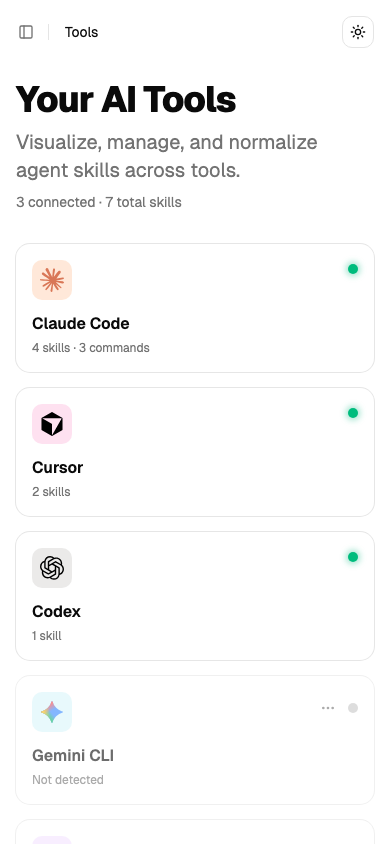 Tools
Your AI Tools
Visualize, manage, and normalize
agent skills across tools.
3 connected · 7 total skills
Claude Code
4 skills · 3 commands
Cursor
2 skills
Codex
1 skill
Gemini CLI
Not detected